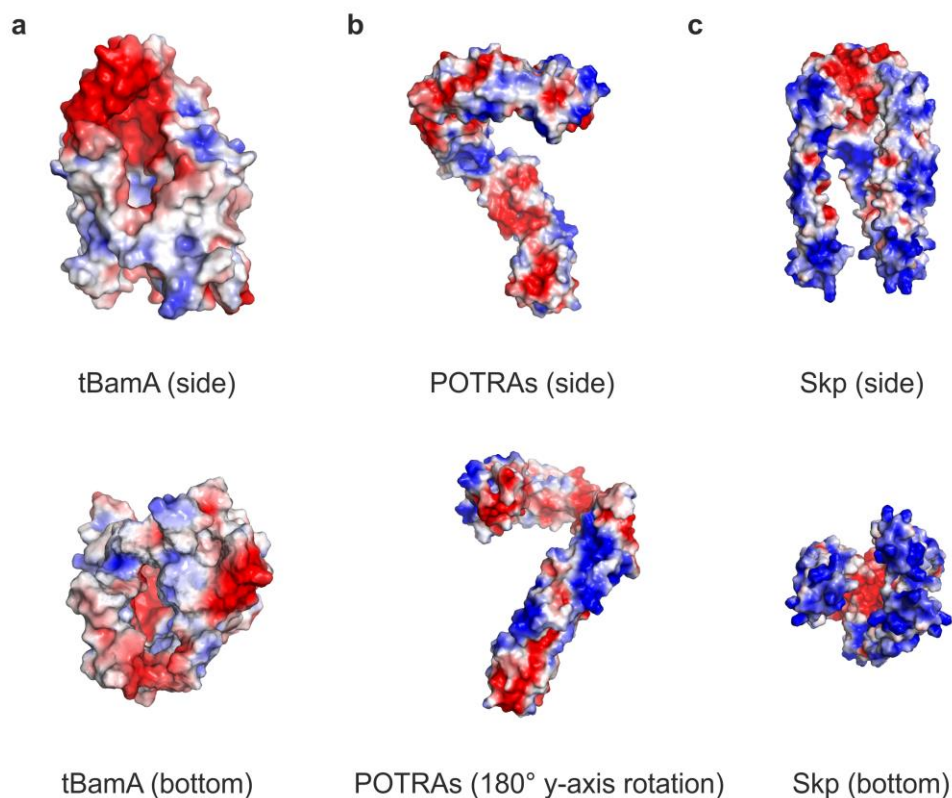 a
b
c
tBamA (side)
POTRAs (side)
Skp (side)
tBamA (bottom)
POTRAs (180° y-axis rotation)
Skp (bottom)